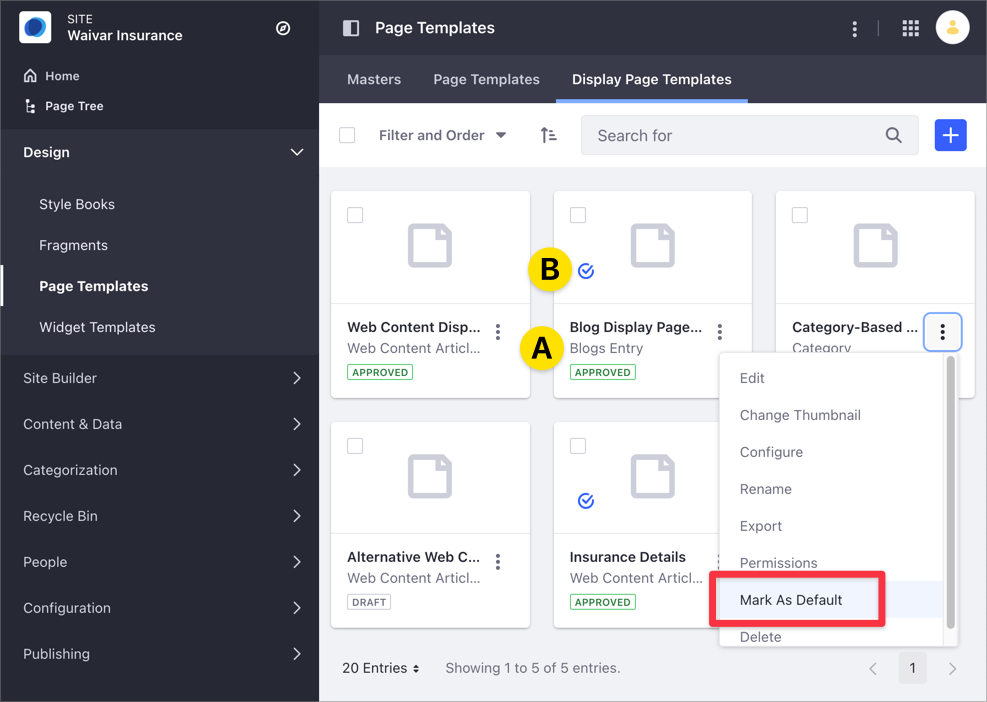 SITE
Waivar Insurance
Home
Page Tree
Design
Style Books
Fragments
Page Templates
Widget Templates
Site Builder
Content & Data
Categorization
Recycle Bin
People
Configuration
Publishing
Page Templates
Masters
Page Templates
Display Page Templates
Filter and Order
Search for
Web Content Disp...
Web Content Articl...
APPROVED
B
A
Blog Display Page...
Blogs Entry
APPROVED
Category-Based ...
Category
Edit
Change Thumbnail
Configure
Rename
Export
Permissions
Mark As Default
Delete
Alternative Web C...
Web Content Articl...
DRAFT
Insurance Details
Web Content Articl...
APPROVED
20 Entries
Showing 1 to 5 of 5 entries.
1